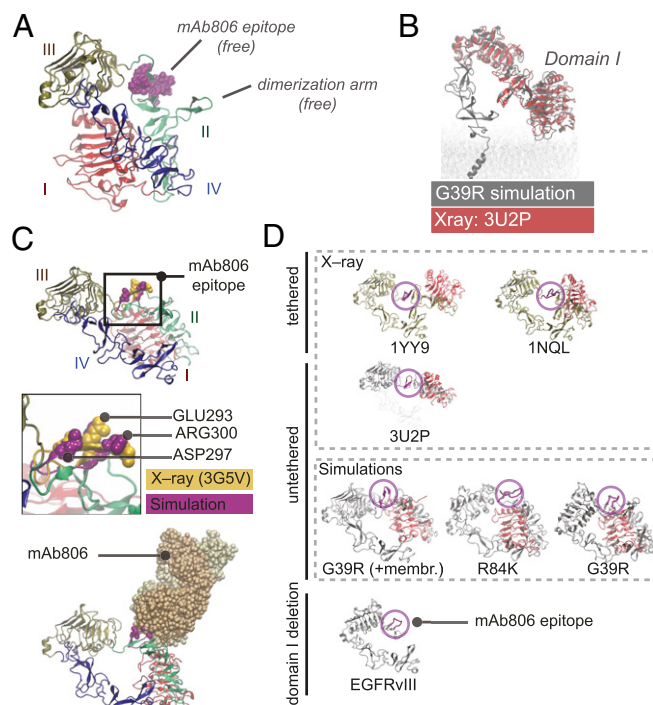 A
III
mAb806 epitope
(free)
dimerization arm
(free)
II
I
IV
B
Domain I
G39R simulation
Xray: 3U2P
C
III
mAb806
epitope
II
IV
I
GLU293
ARG300
ASP297
X–ray (3G5V)
Simulation
mAb806
D
tethered
X–ray
1YY9
1NQL
untethered
3U2P
Simulations
G39R (+membr.)
R84K
G39R
domain I deletion
mAb806 epitope
EGFRvIII